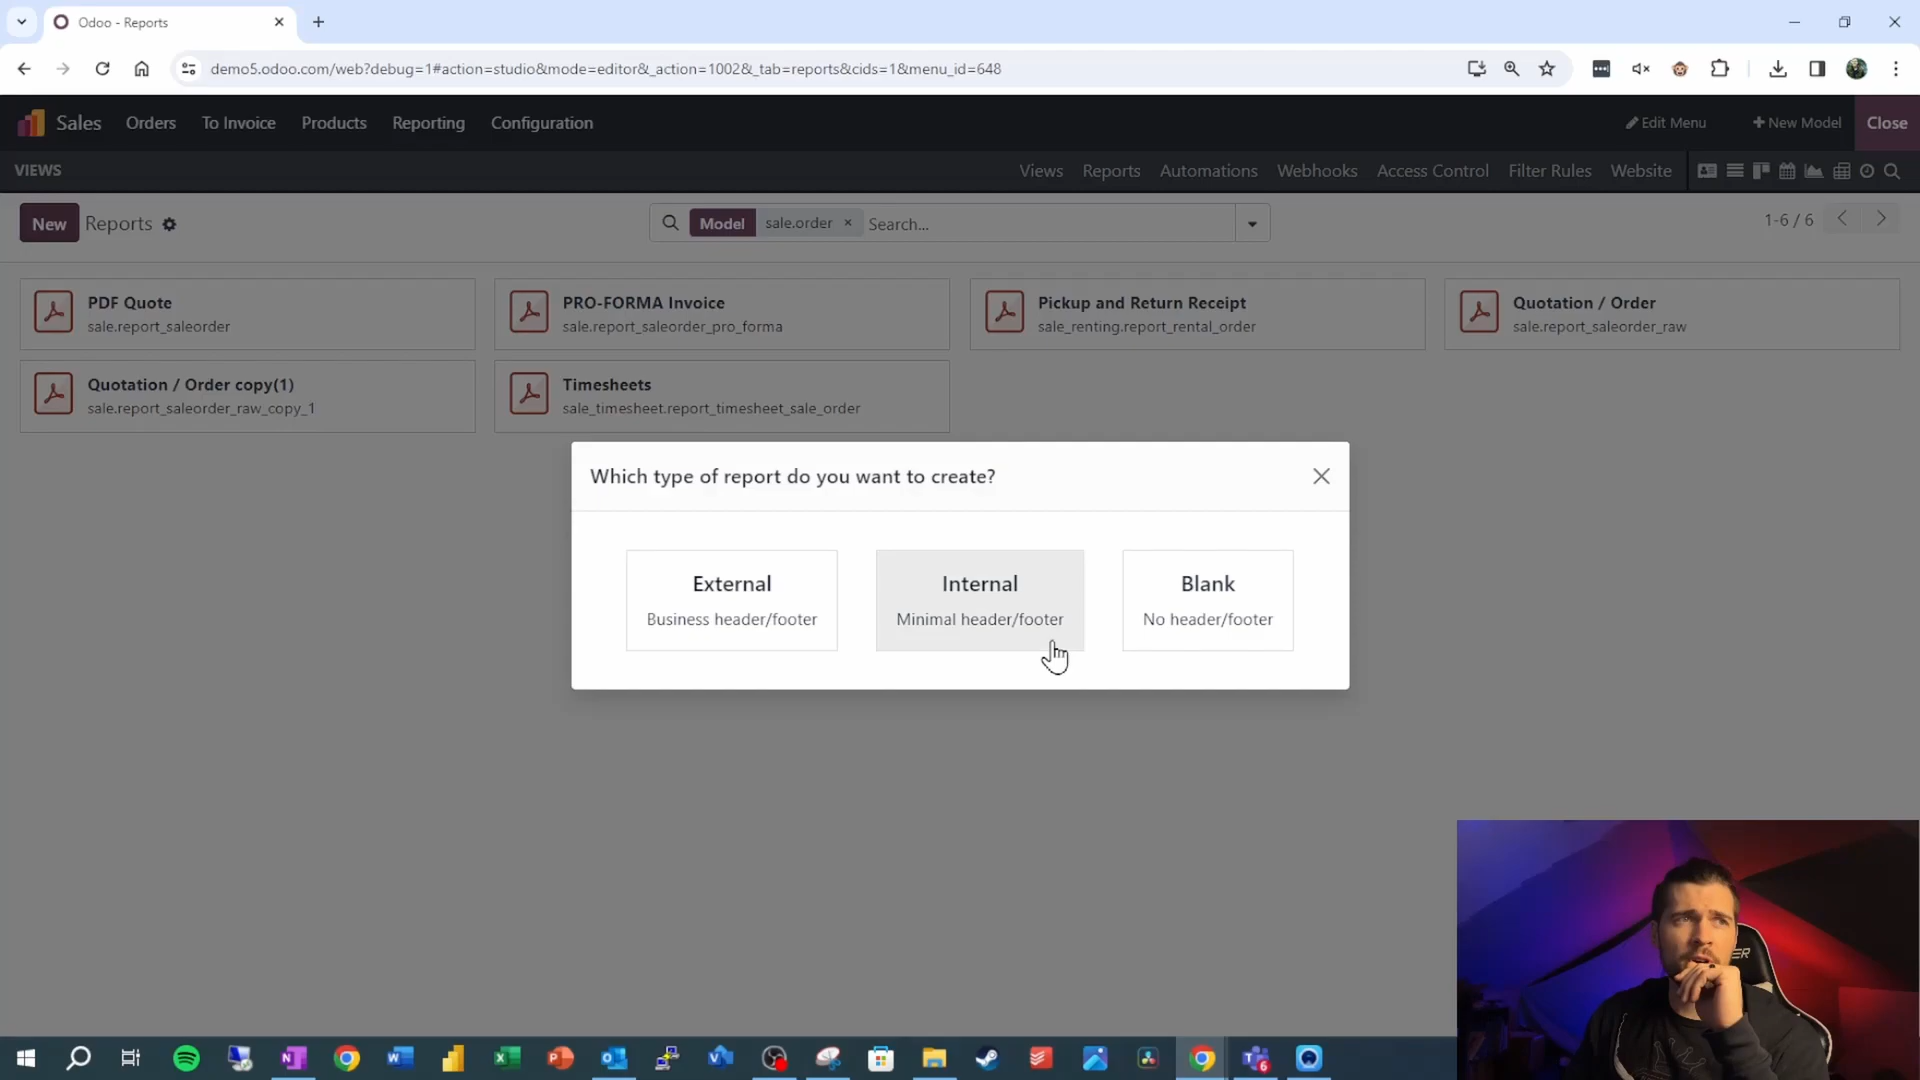 Odoo - Reports
demo5.odoo.com/web?debug=1#action=studio&mode=editor&_action=1002&_tab=reports&cids=1&menu_id=648
Sales Orders To Invoice Products Reporting Configuration Edit Menu + New Model Close
VIEWS Views Reports Automations Webhooks Access Control Filter Rules Website
New Reports Model sale.order × Search... 1-6 / 6
PDF Quote
sale.report_saleorder
PRO-FORMA Invoice
sale.report_saleorder_pro_forma
Pickup and Return Receipt
sale_renting.report_rental_order
Quotation / Order
sale.report_saleorder_raw
Quotation / Order copy(1)
sale.report_saleorder_raw_copy_1
Timesheets
sale_timesheet.report_timesheet_sale_order
Which type of report do you want to create?
External
Business header/footer
Internal
Minimal header/footer
Blank
No header/footer